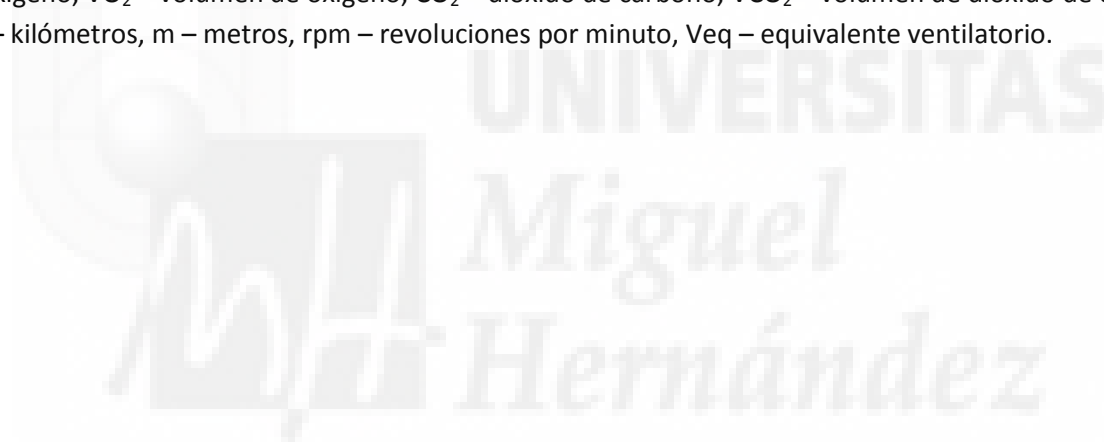 VO₂ – volumen de oxígeno, CO₂ – dióxido de carbono, VCO₂ – volumen de dióxido de
– kilómetros, m – metros, rpm – revoluciones por minuto, Veq – equivalente ventilatorio.
UNIVERSITAS
Miguel
Hernández